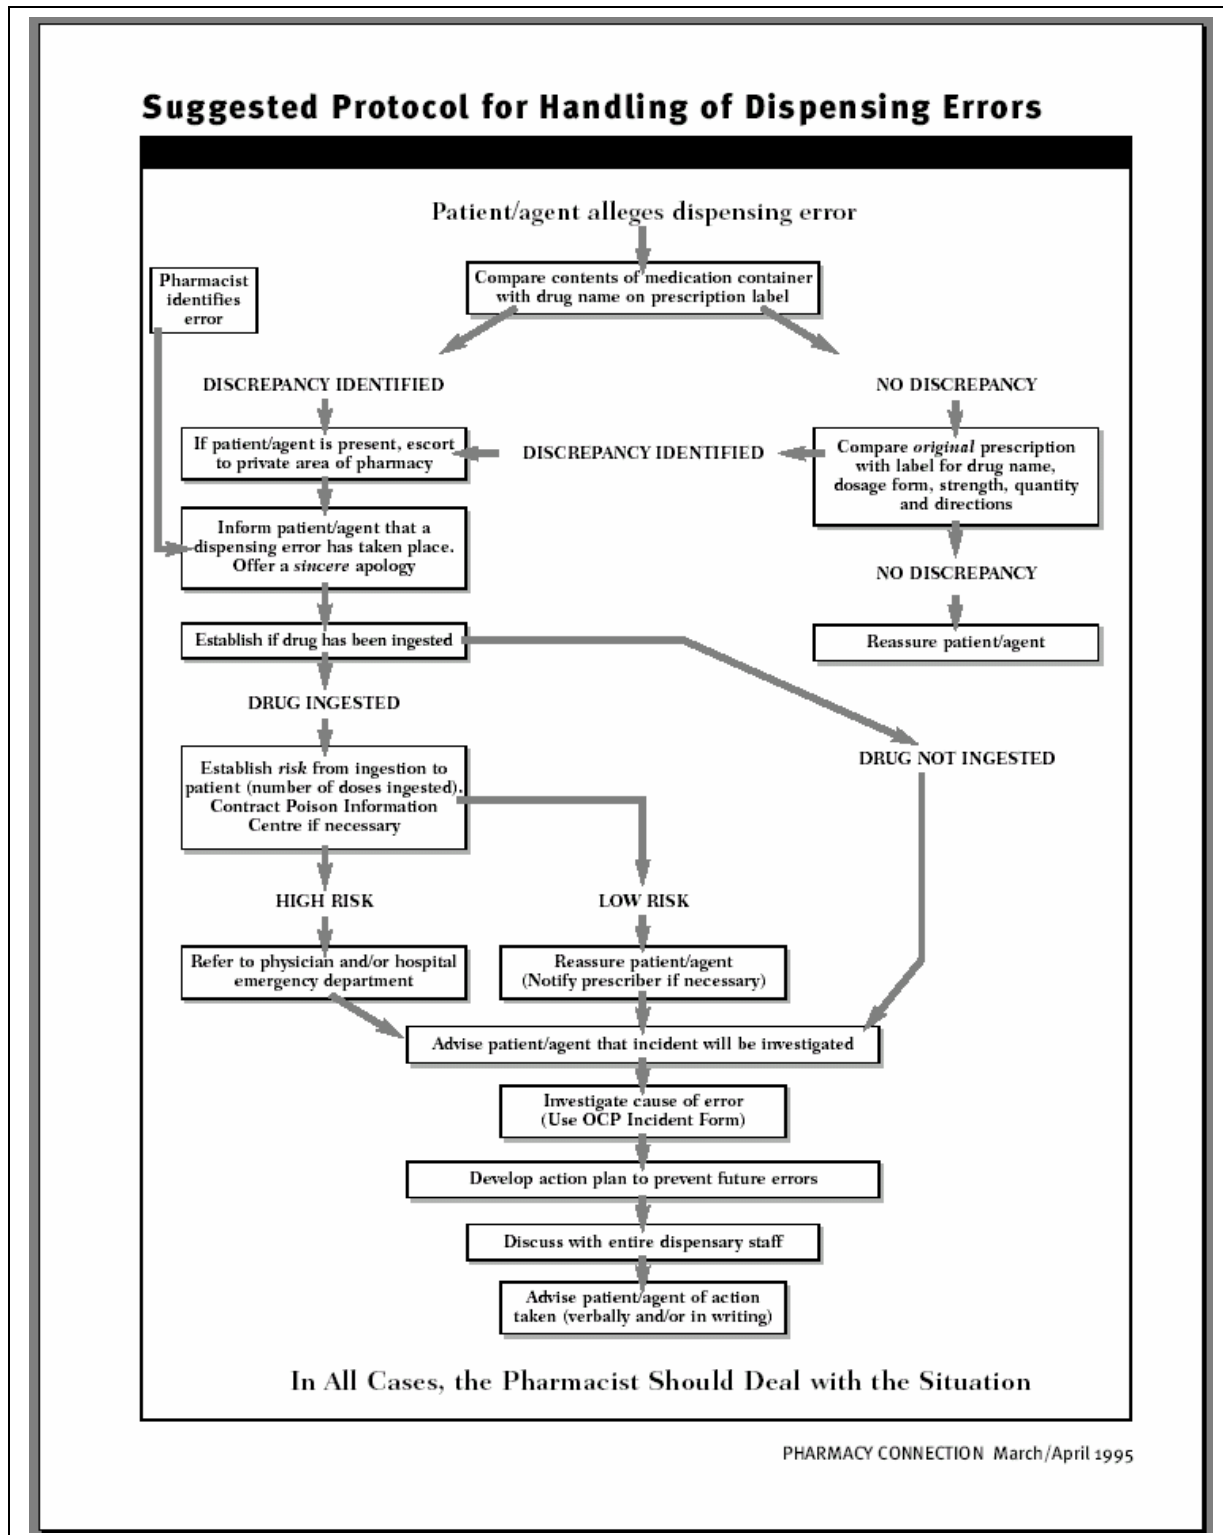 Suggested Protocol for Handling of Dispensing Errors
Patient/agent alleges dispensing error
Pharmacist
identifies
error
Compare contents of medication container
with drug name on prescription label
DISCREPANCY IDENTIFIED
NO DISCREPANCY
If patient/agent is present, escort
to private area of pharmacy
DISCREPANCY IDENTIFIED
Compare original prescription
with label for drug name,
dosage form, strength, quantity
and directions
Inform patient/agent that a
dispensing error has taken place.
Offer a sincere apology
NO DISCREPANCY
Establish if drug has been ingested
Reassure patient/agent
DRUG INGESTED
DRUG NOT INGESTED
Establish risk from ingestion to
patient (number of doses ingested).
Contract Poison Information
Centre if necessary
HIGH RISK
LOW RISK
Refer to physician and/or hospital
emergency department
Reassure patient/agent
(Notify prescriber if necessary)
Advise patient/agent that incident will be investigated
Investigate cause of error
(Use OCP Incident Form)
Develop action plan to prevent future errors
Discuss with entire dispensary staff
Advise patient/agent of action
taken (verbally and/or in writing)
In All Cases, the Pharmacist Should Deal with the Situation
PHARMACY CONNECTION March/April 1995